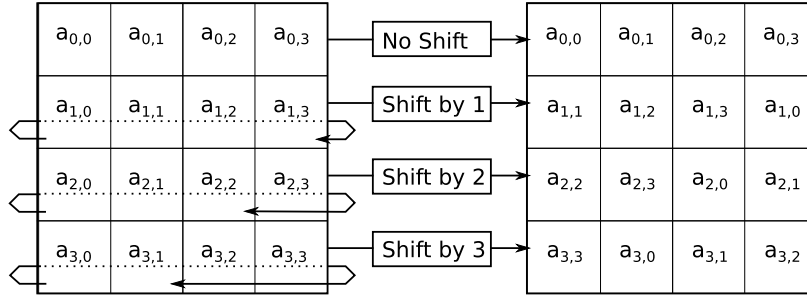 a0,0 a0,1 a0,2 a0,3 No Shift a0,0 a0,1 a0,2 a0,3
a1,0 a1,1 a1,2 a1,3 Shift by 1 a1,1 a1,2 a1,3 a1,0
a2,0 a2,1 a2,2 a2,3 Shift by 2 a2,2 a2,3 a2,0 a2,1
a3,0 a3,1 a3,2 a3,3 Shift by 3 a3,3 a3,0 a3,1 a3,2